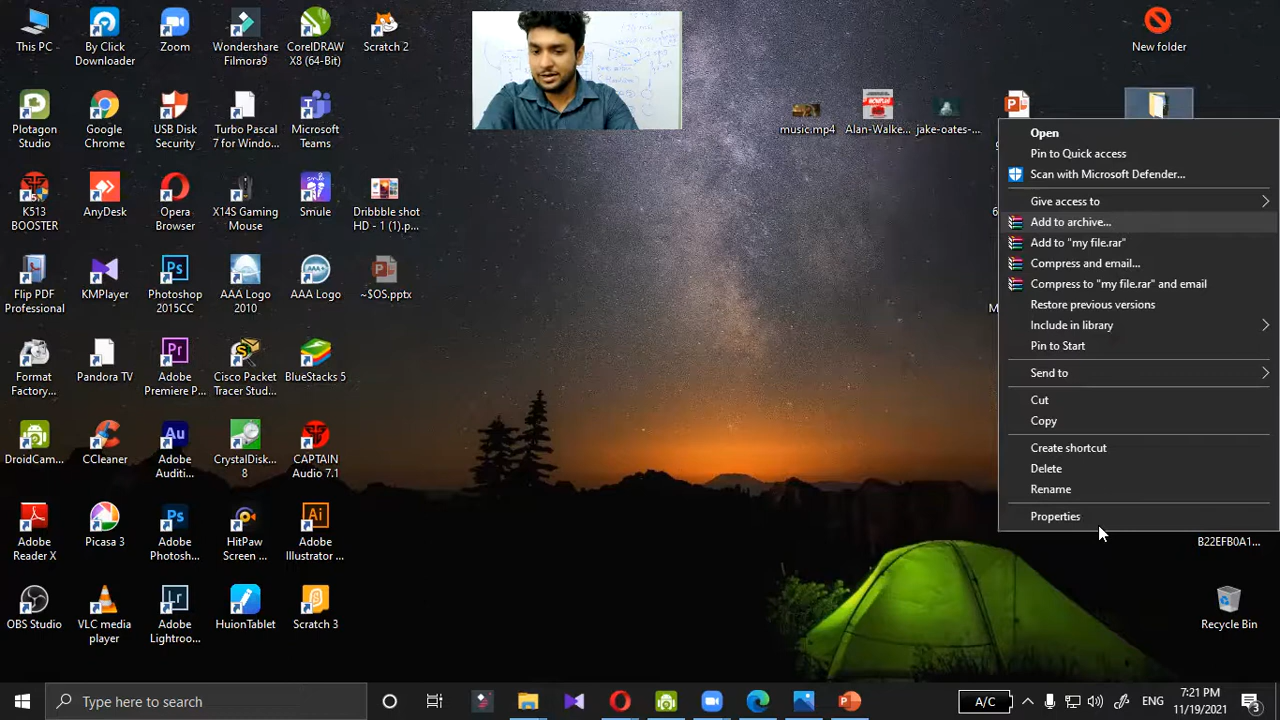 This PC
By Click
Downloader
Zoom
Wondershare
Filmora9
CorelDRAW
X8 (64-Bit)
Scratch 2
New folder
Plotagon
Studio
Google
Chrome
USB Disk
Security
Turbo Pascal
7 for Windo...
Microsoft
Teams
music.mp4
Alan-Walke...
jake-oates-...
K513
BOOSTER
AnyDesk
Opera
Browser
X14S Gaming
Mouse
Smule
Dribbble shot
HD - 1 (1).p...
Flip PDF
Professional
KMPlayer
Photoshop
2015CC
AAA Logo
2010
AAA Logo
~$OS.pptx
Format
Factory...
Pandora TV
Adobe
Premiere P...
Cisco Packet
Tracer Stud...
BlueStacks 5
DroidCam...
CCleaner
Adobe
Auditi...
CrystalDisk...
8
CAPTAIN
Audio 7.1
Adobe
Reader X
Picasa 3
Adobe
Photosh...
HitPaw
Screen ...
Adobe
Illustrator ...
OBS Studio
VLC media
player
Adobe
Lightroo...
HuionTablet
Scratch 3
Open
Pin to Quick access
Scan with Microsoft Defender...
Give access to
Add to archive...
Add to "my file.rar"
Compress and email...
Compress to "my file.rar" and email
Restore previous versions
Include in library
Pin to Start
Send to
Cut
Copy
Create shortcut
Delete
Rename
Properties
B22EFB0A1...
Recycle Bin
Type here to search
A/C
ENG
7:21 PM
11/19/2021
3